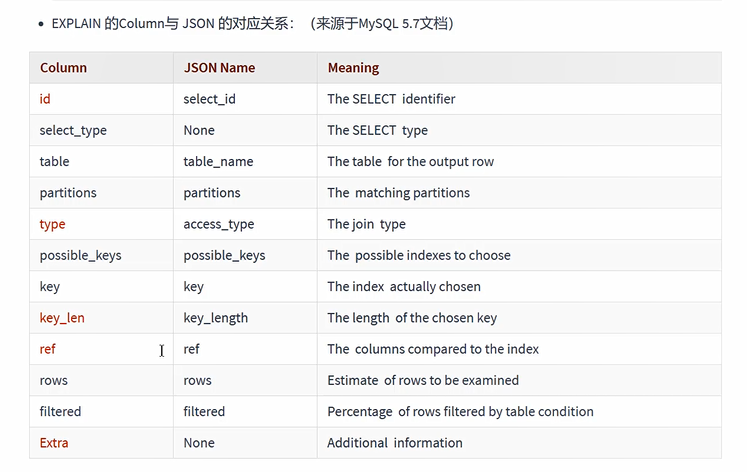 • EXPLAIN 的Column与 JSON 的对应关系：（来源于MySQL 5.7文档）
Column JSON Name Meaning
id select_id The SELECT identifier
select_type None The SELECT type
table table_name The table for the output row
partitions partitions The matching partitions
type access_type The join type
possible_keys possible_keys The possible indexes to choose
key key The index actually chosen
key_len key_length The length of the chosen key
ref ref The columns compared to the index
rows rows Estimate of rows to be examined
filtered filtered Percentage of rows filtered by table condition
Extra None Additional information